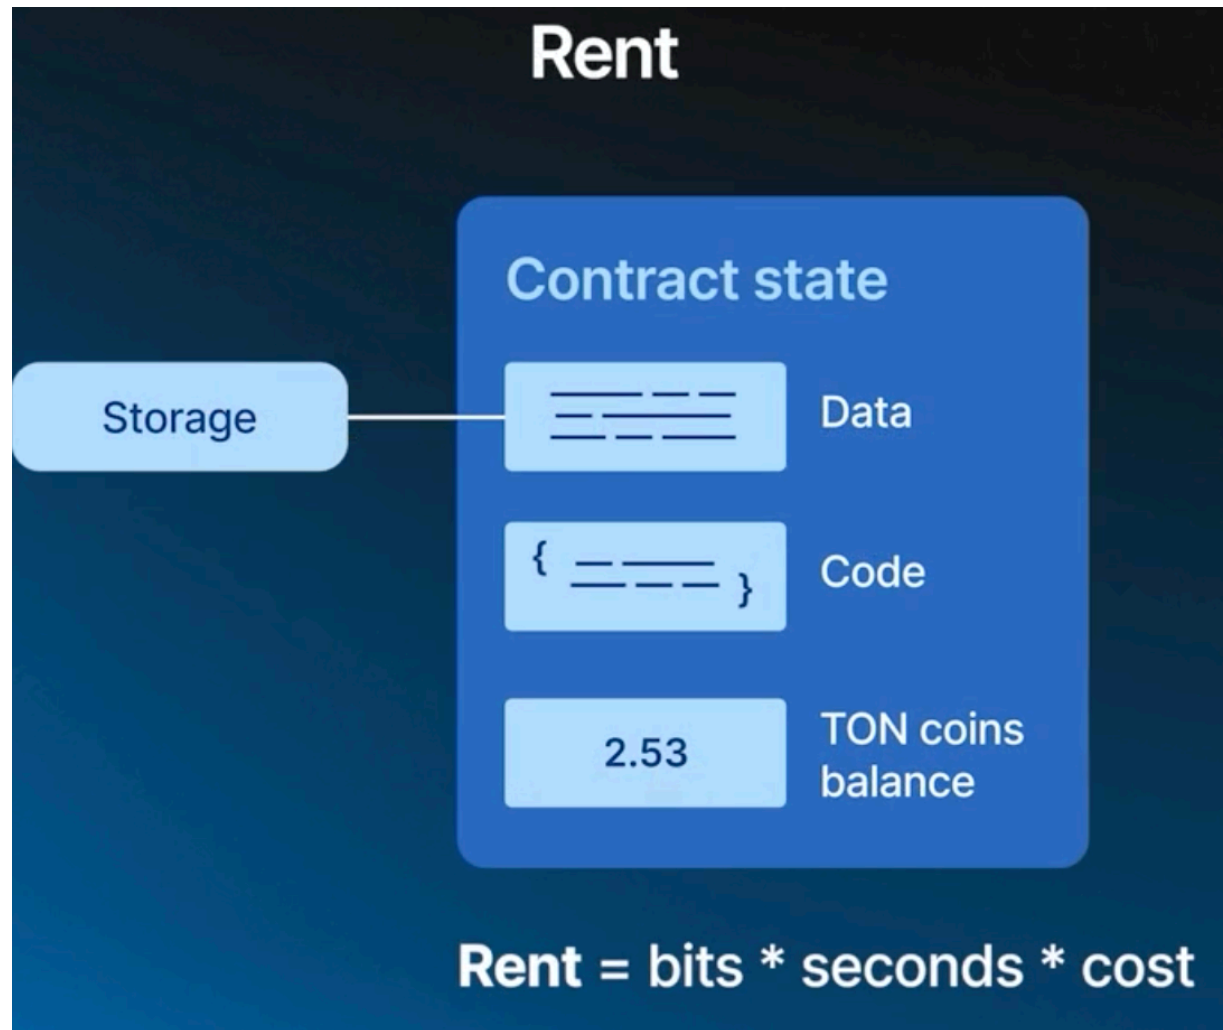 Rent
Contract state
Storage
Data
{
}
Code
2.53
TON coins
balance
Rent = bits * seconds * cost